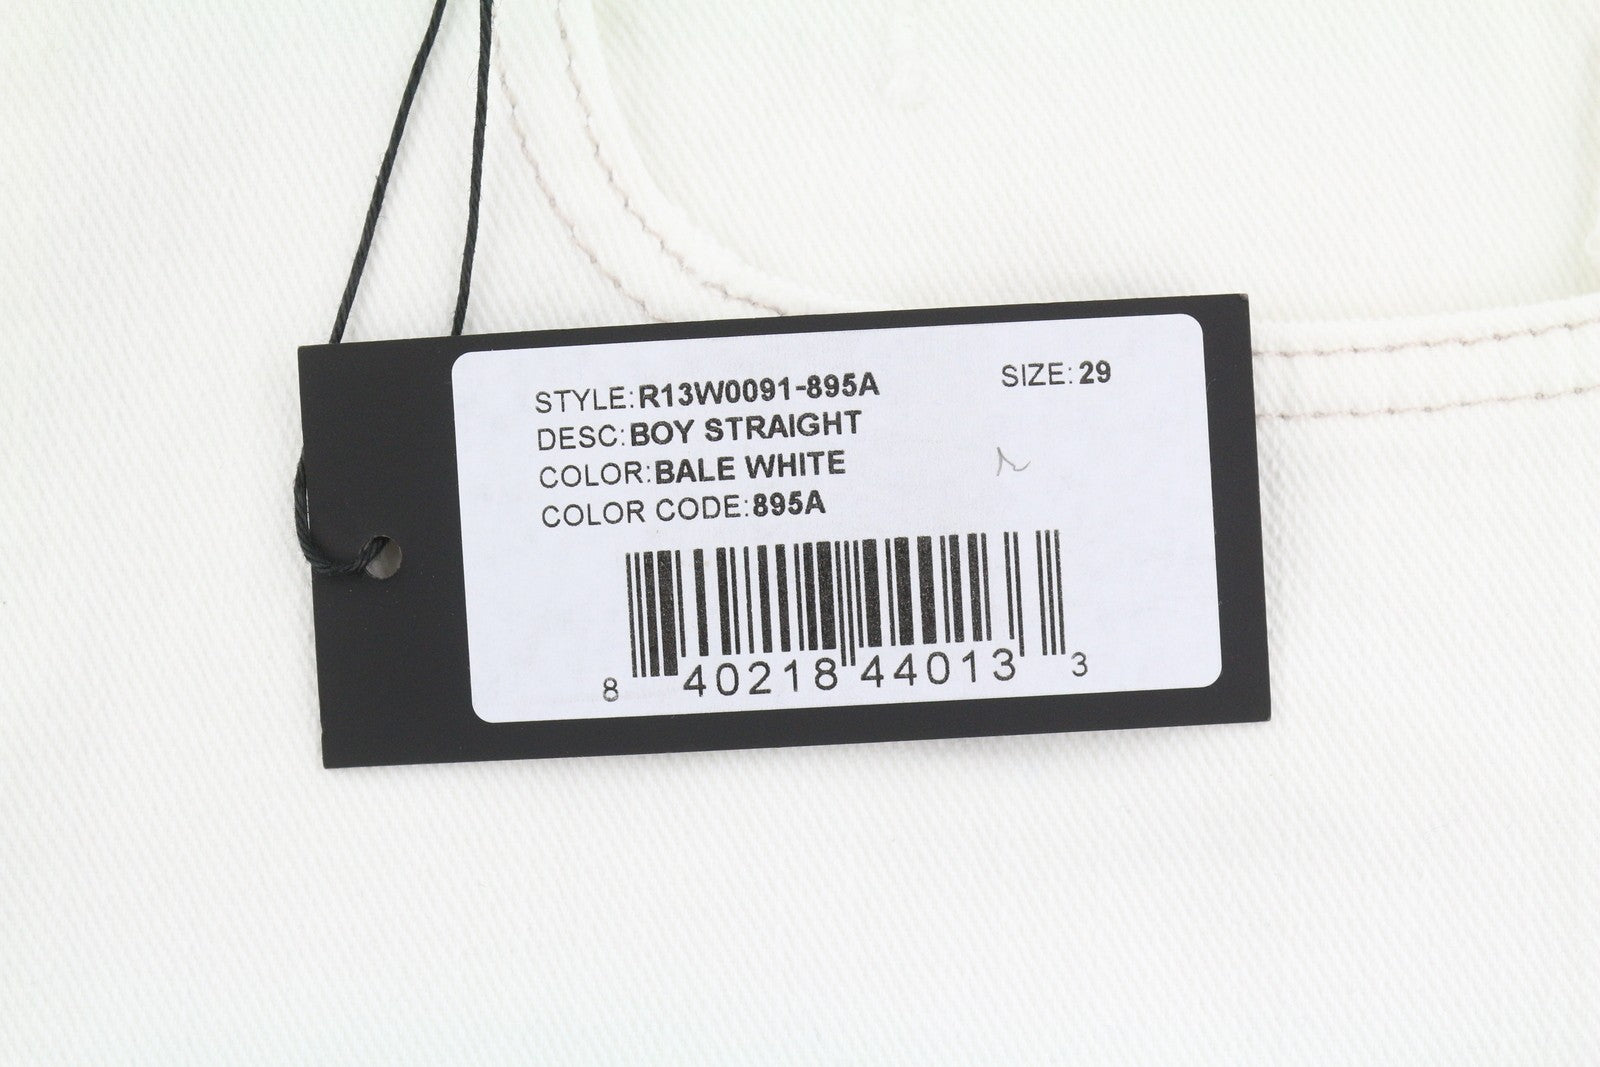 STYLE:R13W0091-895A SIZE:29
DESC:BOY STRAIGHT
COLOR:BALE WHITE
COLOR CODE:895A
8 40218 44013 3